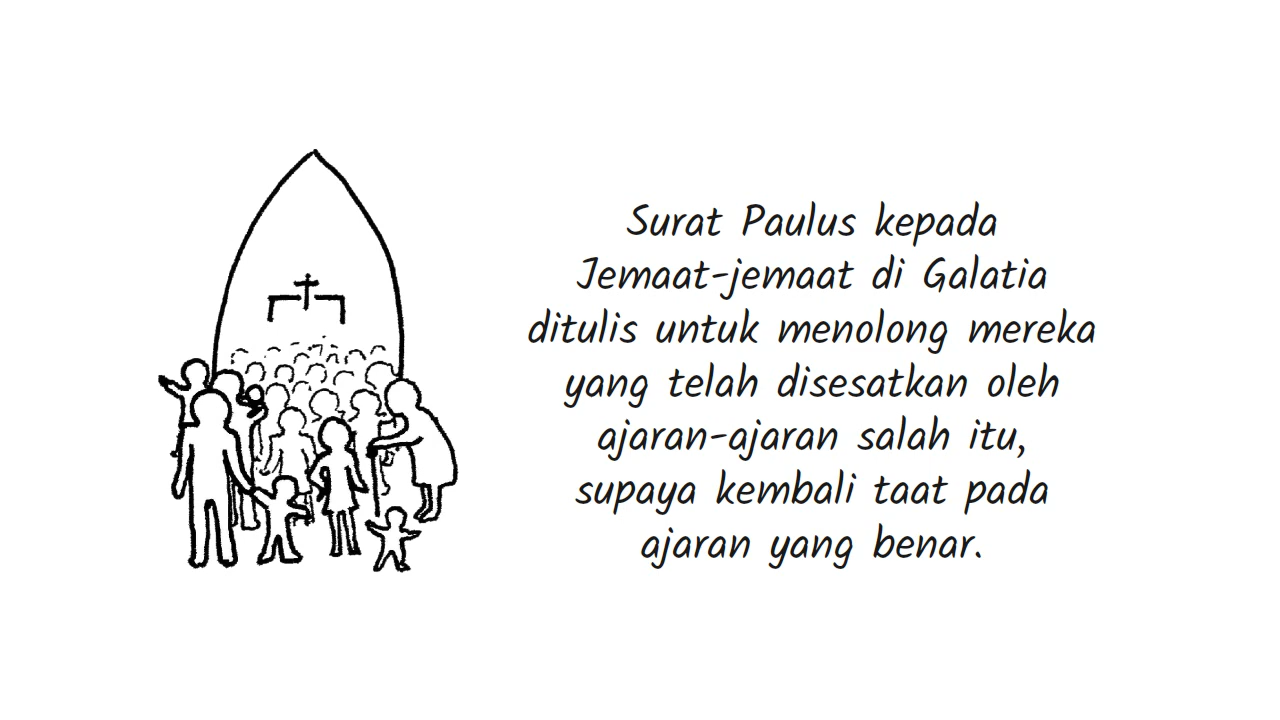 Surat Paulus kepada
Jemaat-jemaat di Galatia
ditulis untuk menolong mereka
yang telah disesatkan oleh
ajaran-ajaran salah itu,
supaya kembali taat pada
ajaran yang benar.